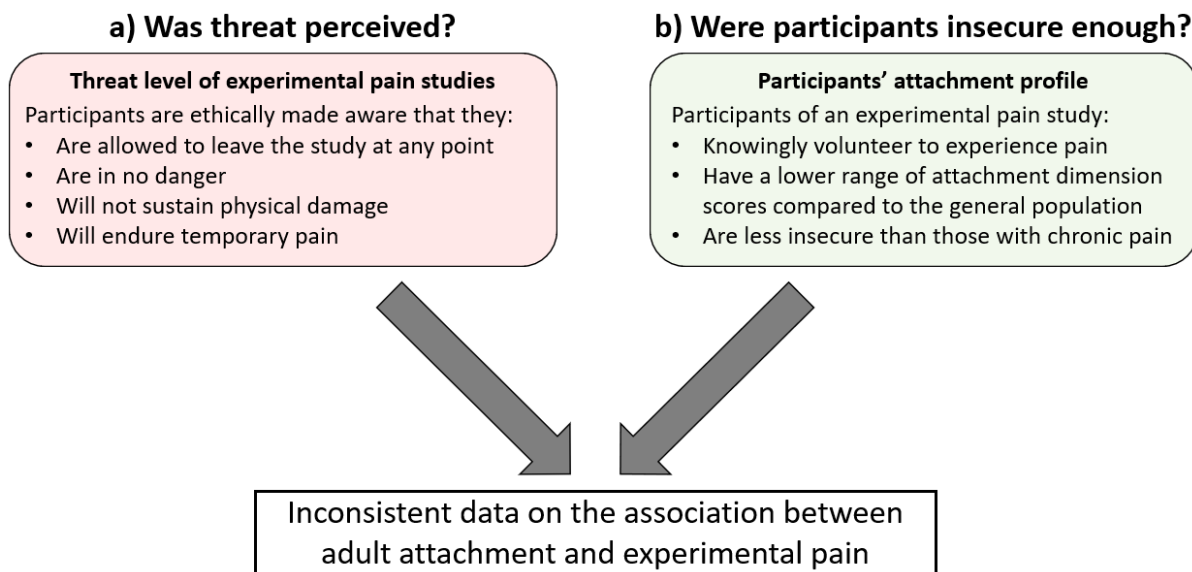 a) Was threat perceived?
Threat level of experimental pain studies
Participants are ethically made aware that they:
• Are allowed to leave the study at any point
• Are in no danger
• Will not sustain physical damage
• Will endure temporary pain
b) Were participants insecure enough?
Participants’ attachment profile
Participants of an experimental pain study:
• Knowingly volunteer to experience pain
• Have a lower range of attachment dimension
scores compared to the general population
• Are less insecure than those with chronic pain
Inconsistent data on the association between
adult attachment and experimental pain